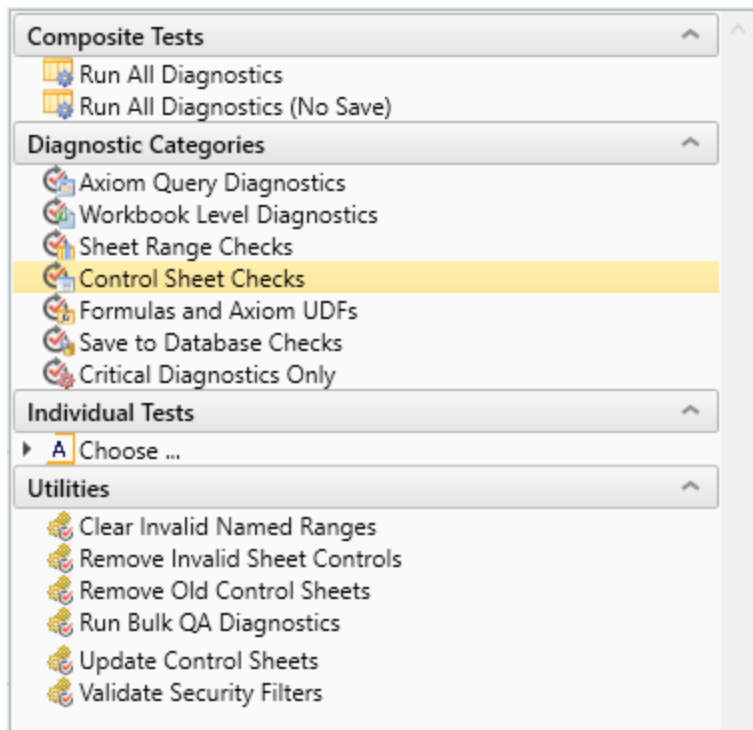 Composite Tests
Run All Diagnostics
Run All Diagnostics (No Save)
Diagnostic Categories
Axiom Query Diagnostics
Workbook Level Diagnostics
Sheet Range Checks
Control Sheet Checks
Formulas and Axiom UDFs
Save to Database Checks
Critical Diagnostics Only
Individual Tests
A Choose ...
Utilities
Clear Invalid Named Ranges
Remove Invalid Sheet Controls
Remove Old Control Sheets
Run Bulk QA Diagnostics
Update Control Sheets
Validate Security Filters